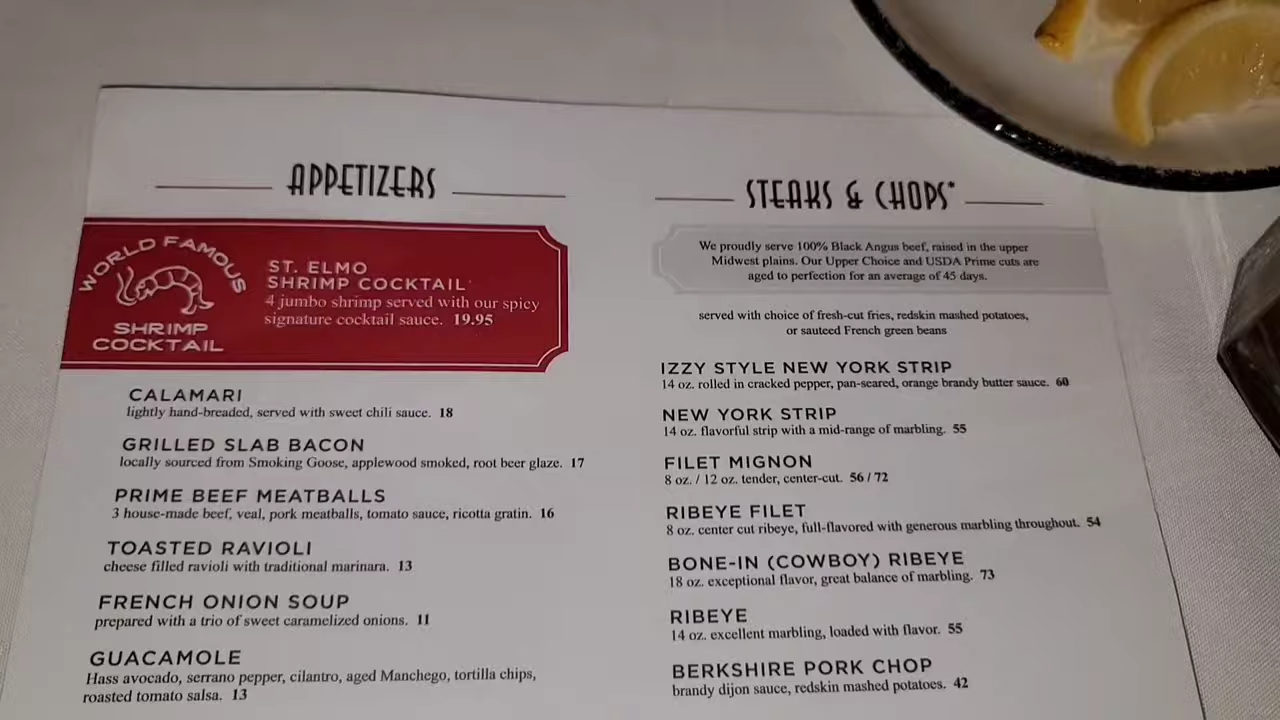 APPETIZERS
WORLD FAMOUS
SHRIMP
COCKTAIL
ST. ELMO
SHRIMP COCKTAIL
4 jumbo shrimp served with our spicy
signature cocktail sauce. 19.95
CALAMARI
lightly hand-breaded, served with sweet chili sauce. 18
GRILLED SLAB BACON
locally sourced from Smoking Goose, applewood smoked, root beer glaze. 17
PRIME BEEF MEATBALLS
3 house-made beef, veal, pork meatballs, tomato sauce, ricotta gratin. 16
TOASTED RAVIOLI
cheese filled ravioli with traditional marinara. 13
FRENCH ONION SOUP
prepared with a trio of sweet caramelized onions. 11
GUACAMOLE
Hass avocado, serrano pepper, cilantro, aged Manchego, tortilla chips,
roasted tomato salsa. 13
STEAKS & CHOPS*
We proudly serve 100% Black Angus beef, raised in the upper
Midwest plains. Our Upper Choice and USDA Prime cuts are
aged to perfection for an average of 45 days.
served with choice of fresh-cut fries, redskin mashed potatoes,
or sauteed French green beans
IZZY STYLE NEW YORK STRIP
14 oz. rolled in cracked pepper, pan-seared, orange brandy butter sauce. 60
NEW YORK STRIP
14 oz. flavorful strip with a mid-range of marbling. 55
FILET MIGNON
8 oz. / 12 oz. tender, center-cut. 56 / 72
RIBEYE FILET
8 oz. center cut ribeye, full-flavored with generous marbling throughout. 54
BONE-IN (COWBOY) RIBEYE
18 oz. exceptional flavor, great balance of marbling. 73
RIBEYE
14 oz. excellent marbling, loaded with flavor. 55
BERKSHIRE PORK CHOP
brandy dijon sauce, redskin mashed potatoes. 42